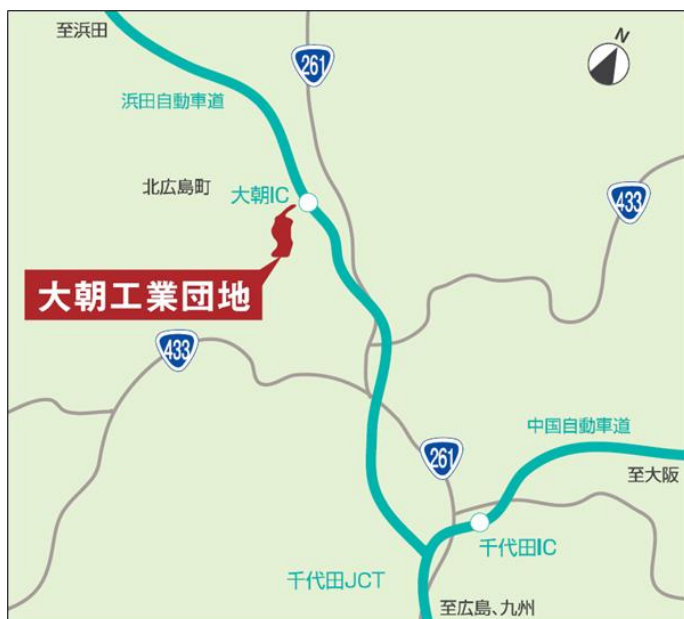 至浜田
261
N
浜田自動車道
北広島町
大朝IC
433
大朝工業団地
433
中国自動車道
261
至大阪
千代田IC
千代田JCT
至広島、九州